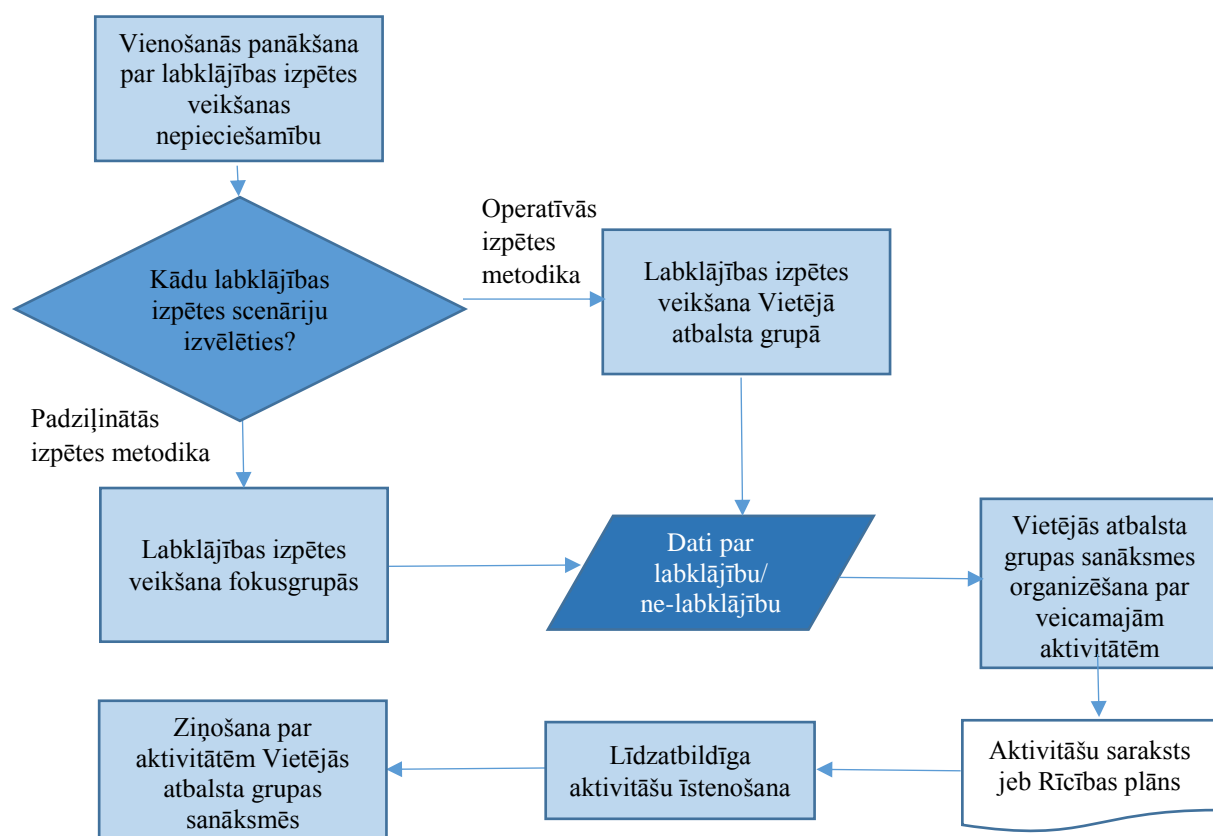 Vienošanās panākšana
par labklājības izpētes
veikšanas
nepieciešamību
Operatīvās
izpētes
metodika
Kādu labklājības
izpētes scenāriju
izvēlēties?
Labklājības izpētes
veikšana Vietējā
atbalsta grupā
Padziļinātās
izpētes metodika
Labklājības izpētes
veikšana fokusgrupās
Dati par
labklājību/
ne-labklājību
Vietējās atbalsta
grupas sanāksmes
organizēšana par
veicamajām
aktivitātēm
Aktivitāšu saraksts
jeb Rīcības plāns
Līdzatbildīga
aktivitāšu īstenošana
Ziņošana par
aktivitātēm Vietējās
atbalsta grupas
sanāksmēs